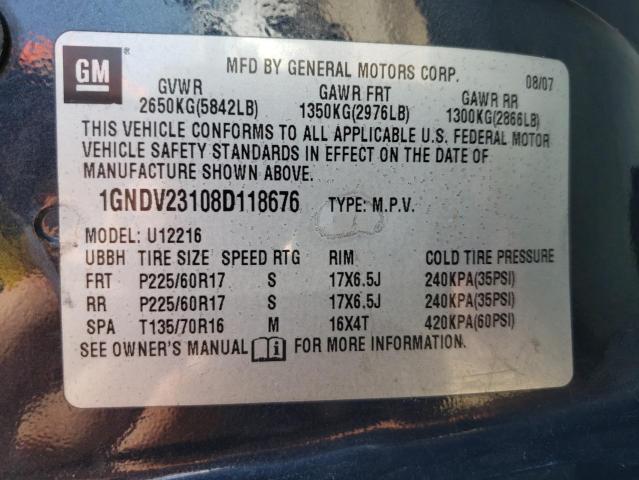 GM ®
MFD BY GENERAL MOTORS CORP. 08/07
GVWR GAWR FRT GAWR RR
2650KG(5842LB) 1350KG(2976LB) 1300KG(2866LB)
THIS VEHICLE CONFORMS TO ALL APPLICABLE U.S. FEDERAL MOTOR
VEHICLE SAFETY STANDARDS IN EFFECT ON THE DATE OF
MANUFACTURE SHOWN ABOVE.
1GNDV23108D118676 TYPE: M.P.V.
MODEL: U12216
UBBH TIRE SIZE SPEED RTG RIM COLD TIRE PRESSURE
FRT P225/60R17 S 17X6.5J 240KPA(35PSI)
RR P225/60R17 S 17X6.5J 240KPA(35PSI)
SPA T135/70R16 M 16X4T 420KPA(60PSI)
SEE OWNER'S MANUAL i FOR MORE INFORMATION.